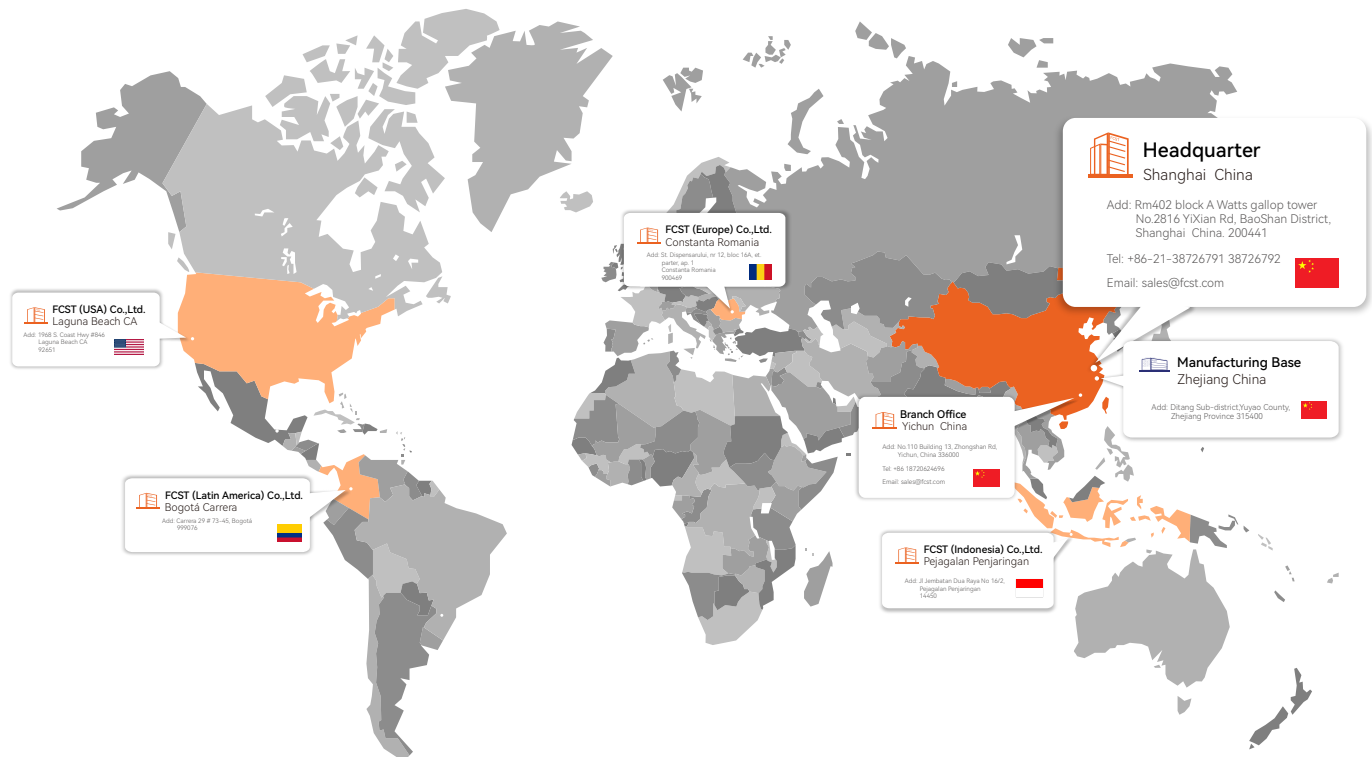 Headquarter
Shanghai China
Add: Rm402 block A Watts gallop tower
No.2816 YiXian Rd, BaoShan District,
Shanghai China. 200441
Tel: +86-21-38726791 38726792
Email: sales@fcst.com
FCST (Europe) Co.,Ltd.
Constanta Romania
Add: St. Dispensarului, nr 12, bloc 16A, et.
parter, ap. 1
Constanta Romania
900469
FCST (USA) Co.,Ltd.
Laguna Beach CA
Add: 1968 S. Coast Hwy #846
Laguna Beach CA
92651
Manufacturing Base
Zhejiang China
Add: Ditang Sub-district,Yuyao County,
Zhejiang Province 315400
Branch Office
Yichun China
Add: No.110 Building 13, Zhongshan Rd,
Yichun, China 336000
Tel: +86 18720624696
Email: sales@fcst.com
FCST (Latin America) Co.,Ltd.
Bogotá Carrera
Add: Carrera 29 # 73-45, Bogotá
999076
FCST (Indonesia) Co.,Ltd.
Pejagalan Penjaringan
Add: Jl Jembatan Dua Raya No 16/2,
Pejagalan Penjaringan
14450